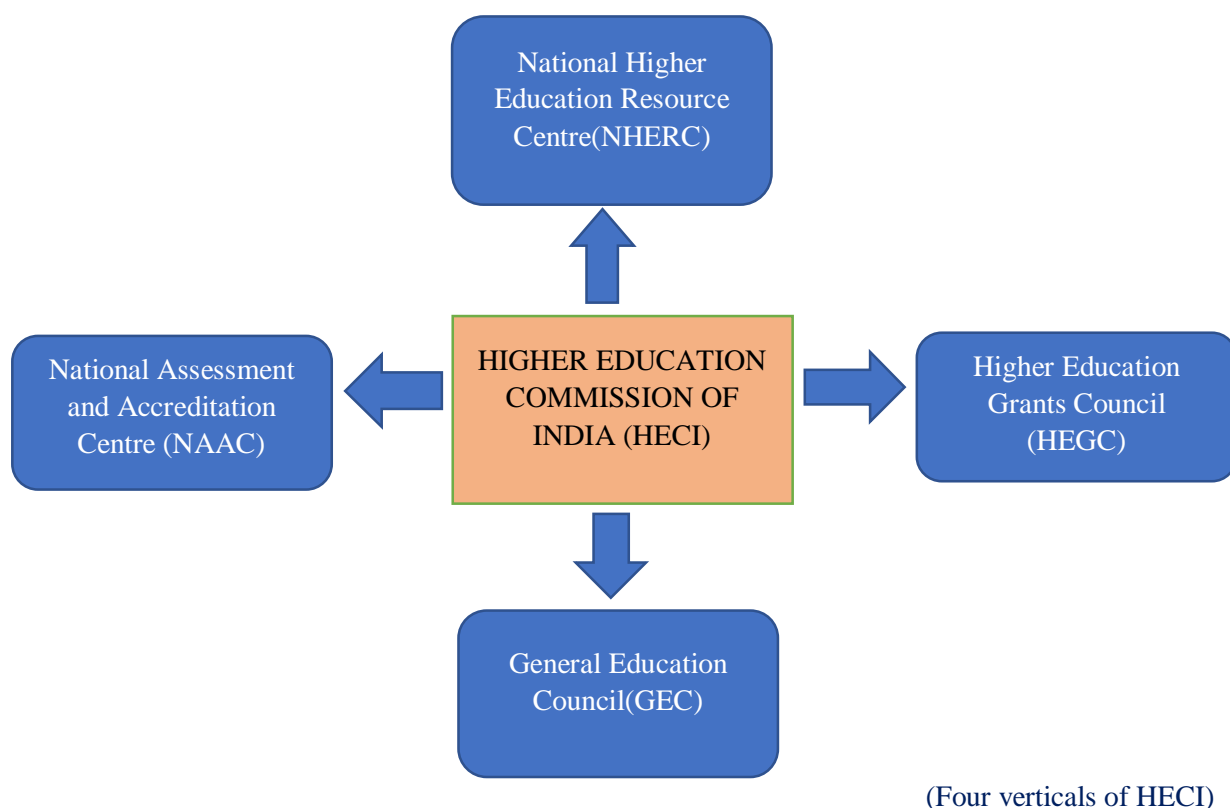 National Higher
Education Resource
Centre(NHERC)
National Assessment
and Accreditation
Centre (NAAC)
HIGHER EDUCATION
COMMISSION OF
INDIA (HECI)
Higher Education
Grants Council
(HEGC)
General Education
Council(GEC)
(Four verticals of HECI)